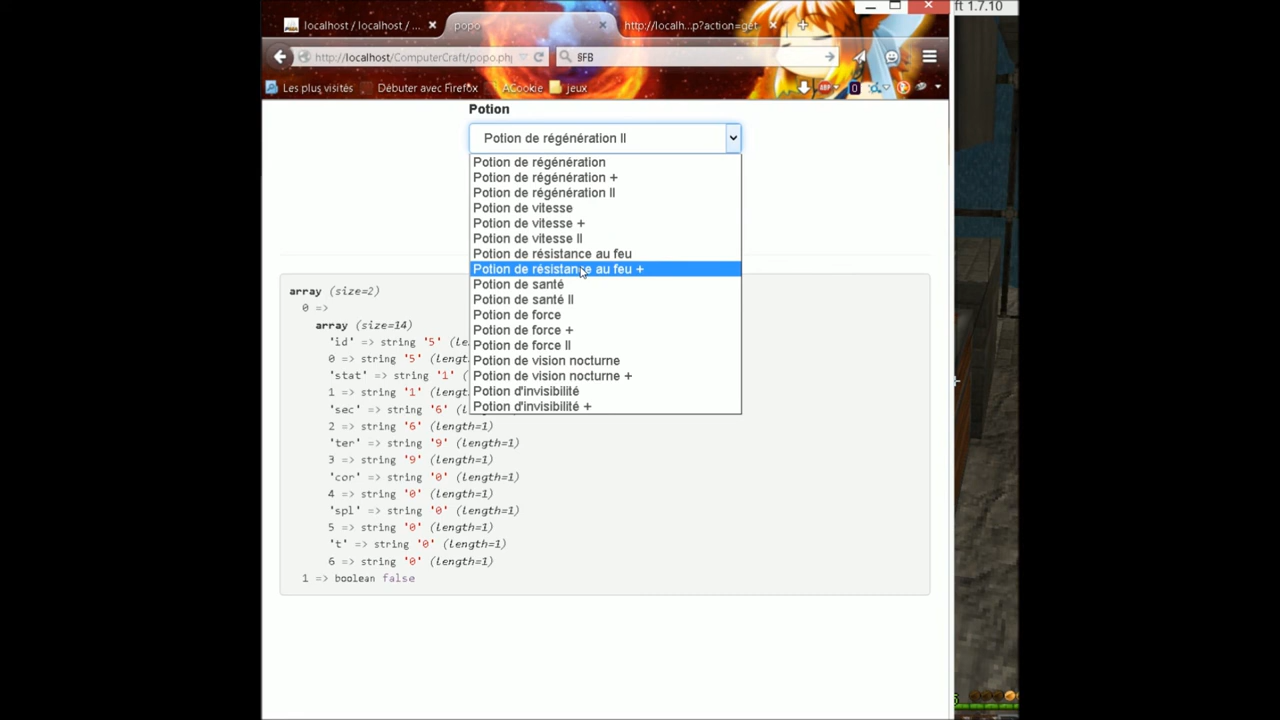 ft 1.7.10
localhost / localhost / ...
popo
http://localh...p?action=get
http://localhost/ComputerCraft/popo.php
§FB
Les plus visités
Débuter avec Firefox
ACookie
jeux
Potion
Potion de régénération II
Potion de régénération
Potion de régénération +
Potion de régénération II
Potion de vitesse
Potion de vitesse +
Potion de vitesse II
Potion de résistance au feu
Potion de résistance au feu +
Potion de santé
Potion de santé II
Potion de force
Potion de force +
Potion de force II
Potion de vision nocturne
Potion de vision nocturne +
Potion d'invisibilité
Potion d'invisibilité +
array (size=2)
0 =>
array (size=14)
'id' => string '5' (le
0 => string '5' (leng
'stat' => string '1' (
1 => string '1' (leng
'sec' => string '6' (l
2 => string '6' (length=1)
'ter' => string '9' (length=1)
3 => string '9' (length=1)
'cor' => string '0' (length=1)
4 => string '0' (length=1)
'spl' => string '0' (length=1)
5 => string '0' (length=1)
't' => string '0' (length=1)
6 => string '0' (length=1)
1 => boolean false